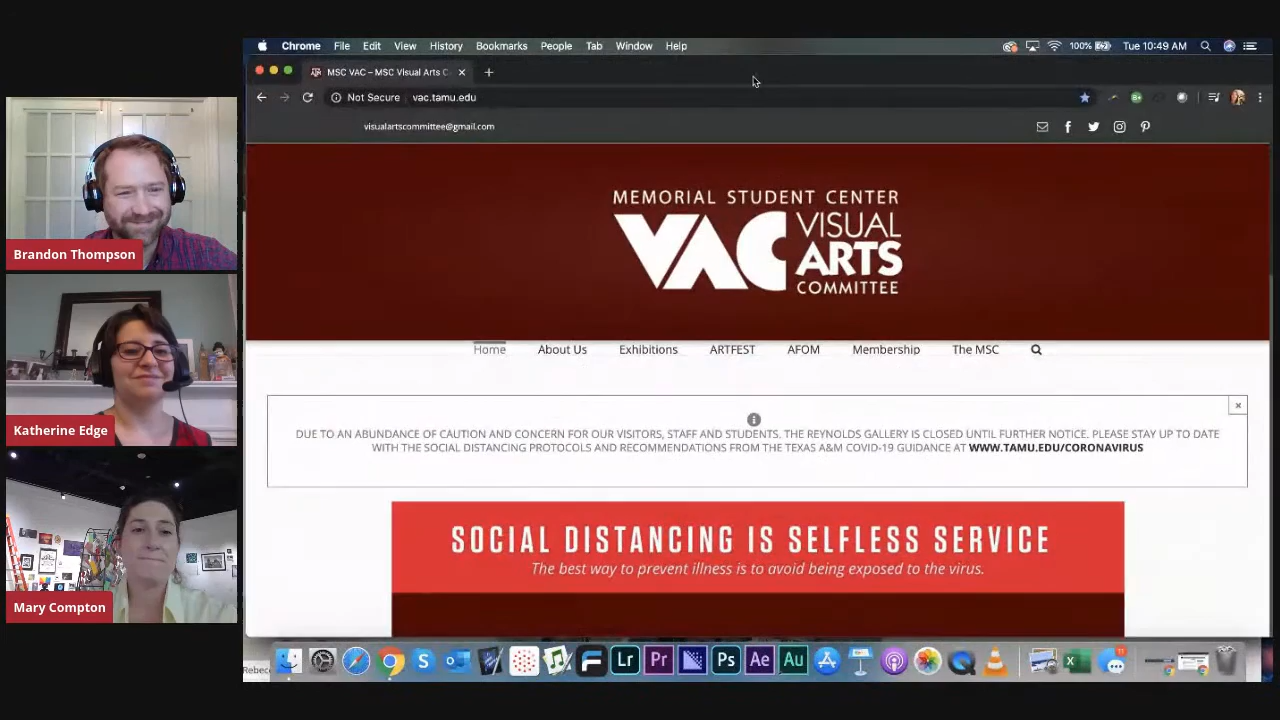 Chrome File Edit View History Bookmarks People Tab Window Help 100% Tue 10:49 AM
MSC VAC – MSC Visual Arts C
Not Secure vac.tamu.edu
visualartscommittee@gmail.com
MEMORIAL STUDENT CENTER
VAC VISUAL
ARTS
COMMITTEE
Home About Us Exhibitions ARTFEST AFOM Membership The MSC
DUE TO AN ABUNDANCE OF CAUTION AND CONCERN FOR OUR VISITORS, STAFF AND STUDENTS. THE REYNOLDS GALLERY IS CLOSED UNTIL FURTHER NOTICE. PLEASE STAY UP TO DATE
WITH THE SOCIAL DISTANCING PROTOCOLS AND RECOMMENDATIONS FROM THE TEXAS A&M COVID-19 GUIDANCE AT WWW.TAMU.EDU/CORONAVIRUS
SOCIAL DISTANCING IS SELFLESS SERVICE
The best way to prevent illness is to avoid being exposed to the virus.
Brandon Thompson
Katherine Edge
Mary Compton
Lr Pr Ps Ae Au